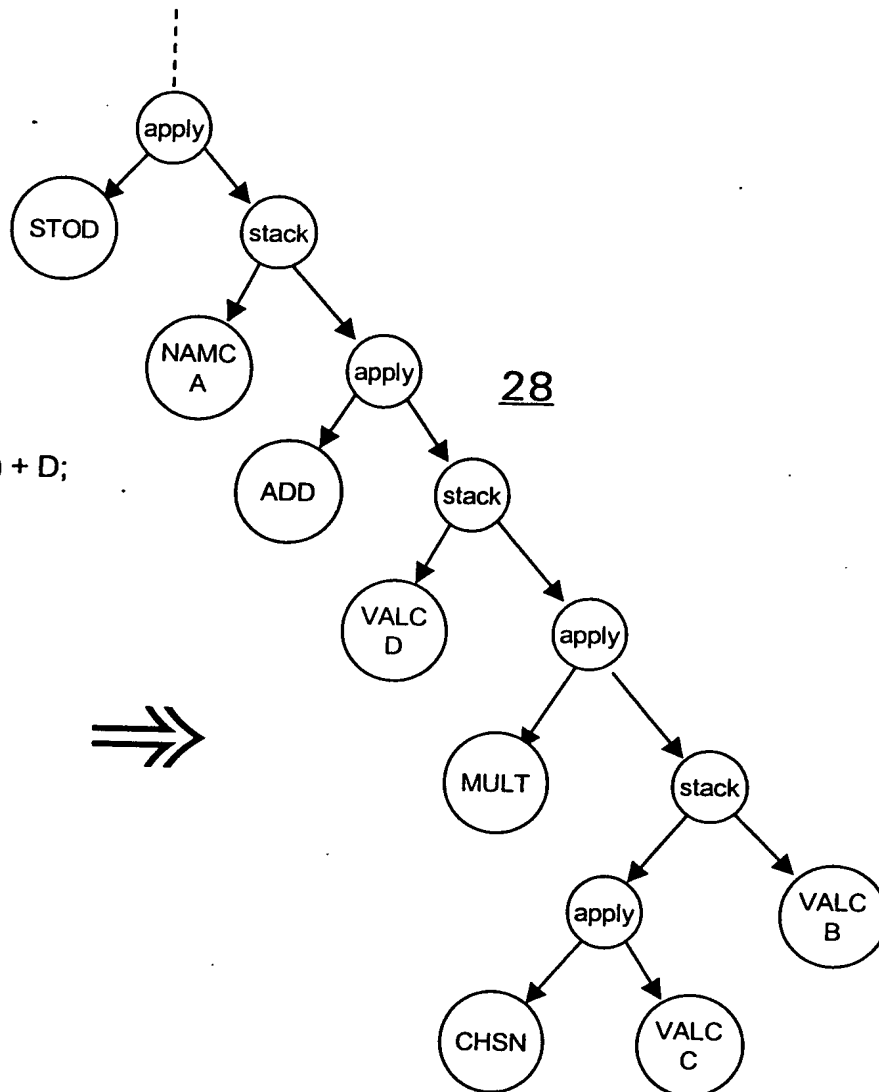 apply
STOD
stack
NAMC
A
apply
28
) + D;
ADD
stack
VALC
D
apply
MULT
stack
apply
VALC
B
CHSN
VALC
C